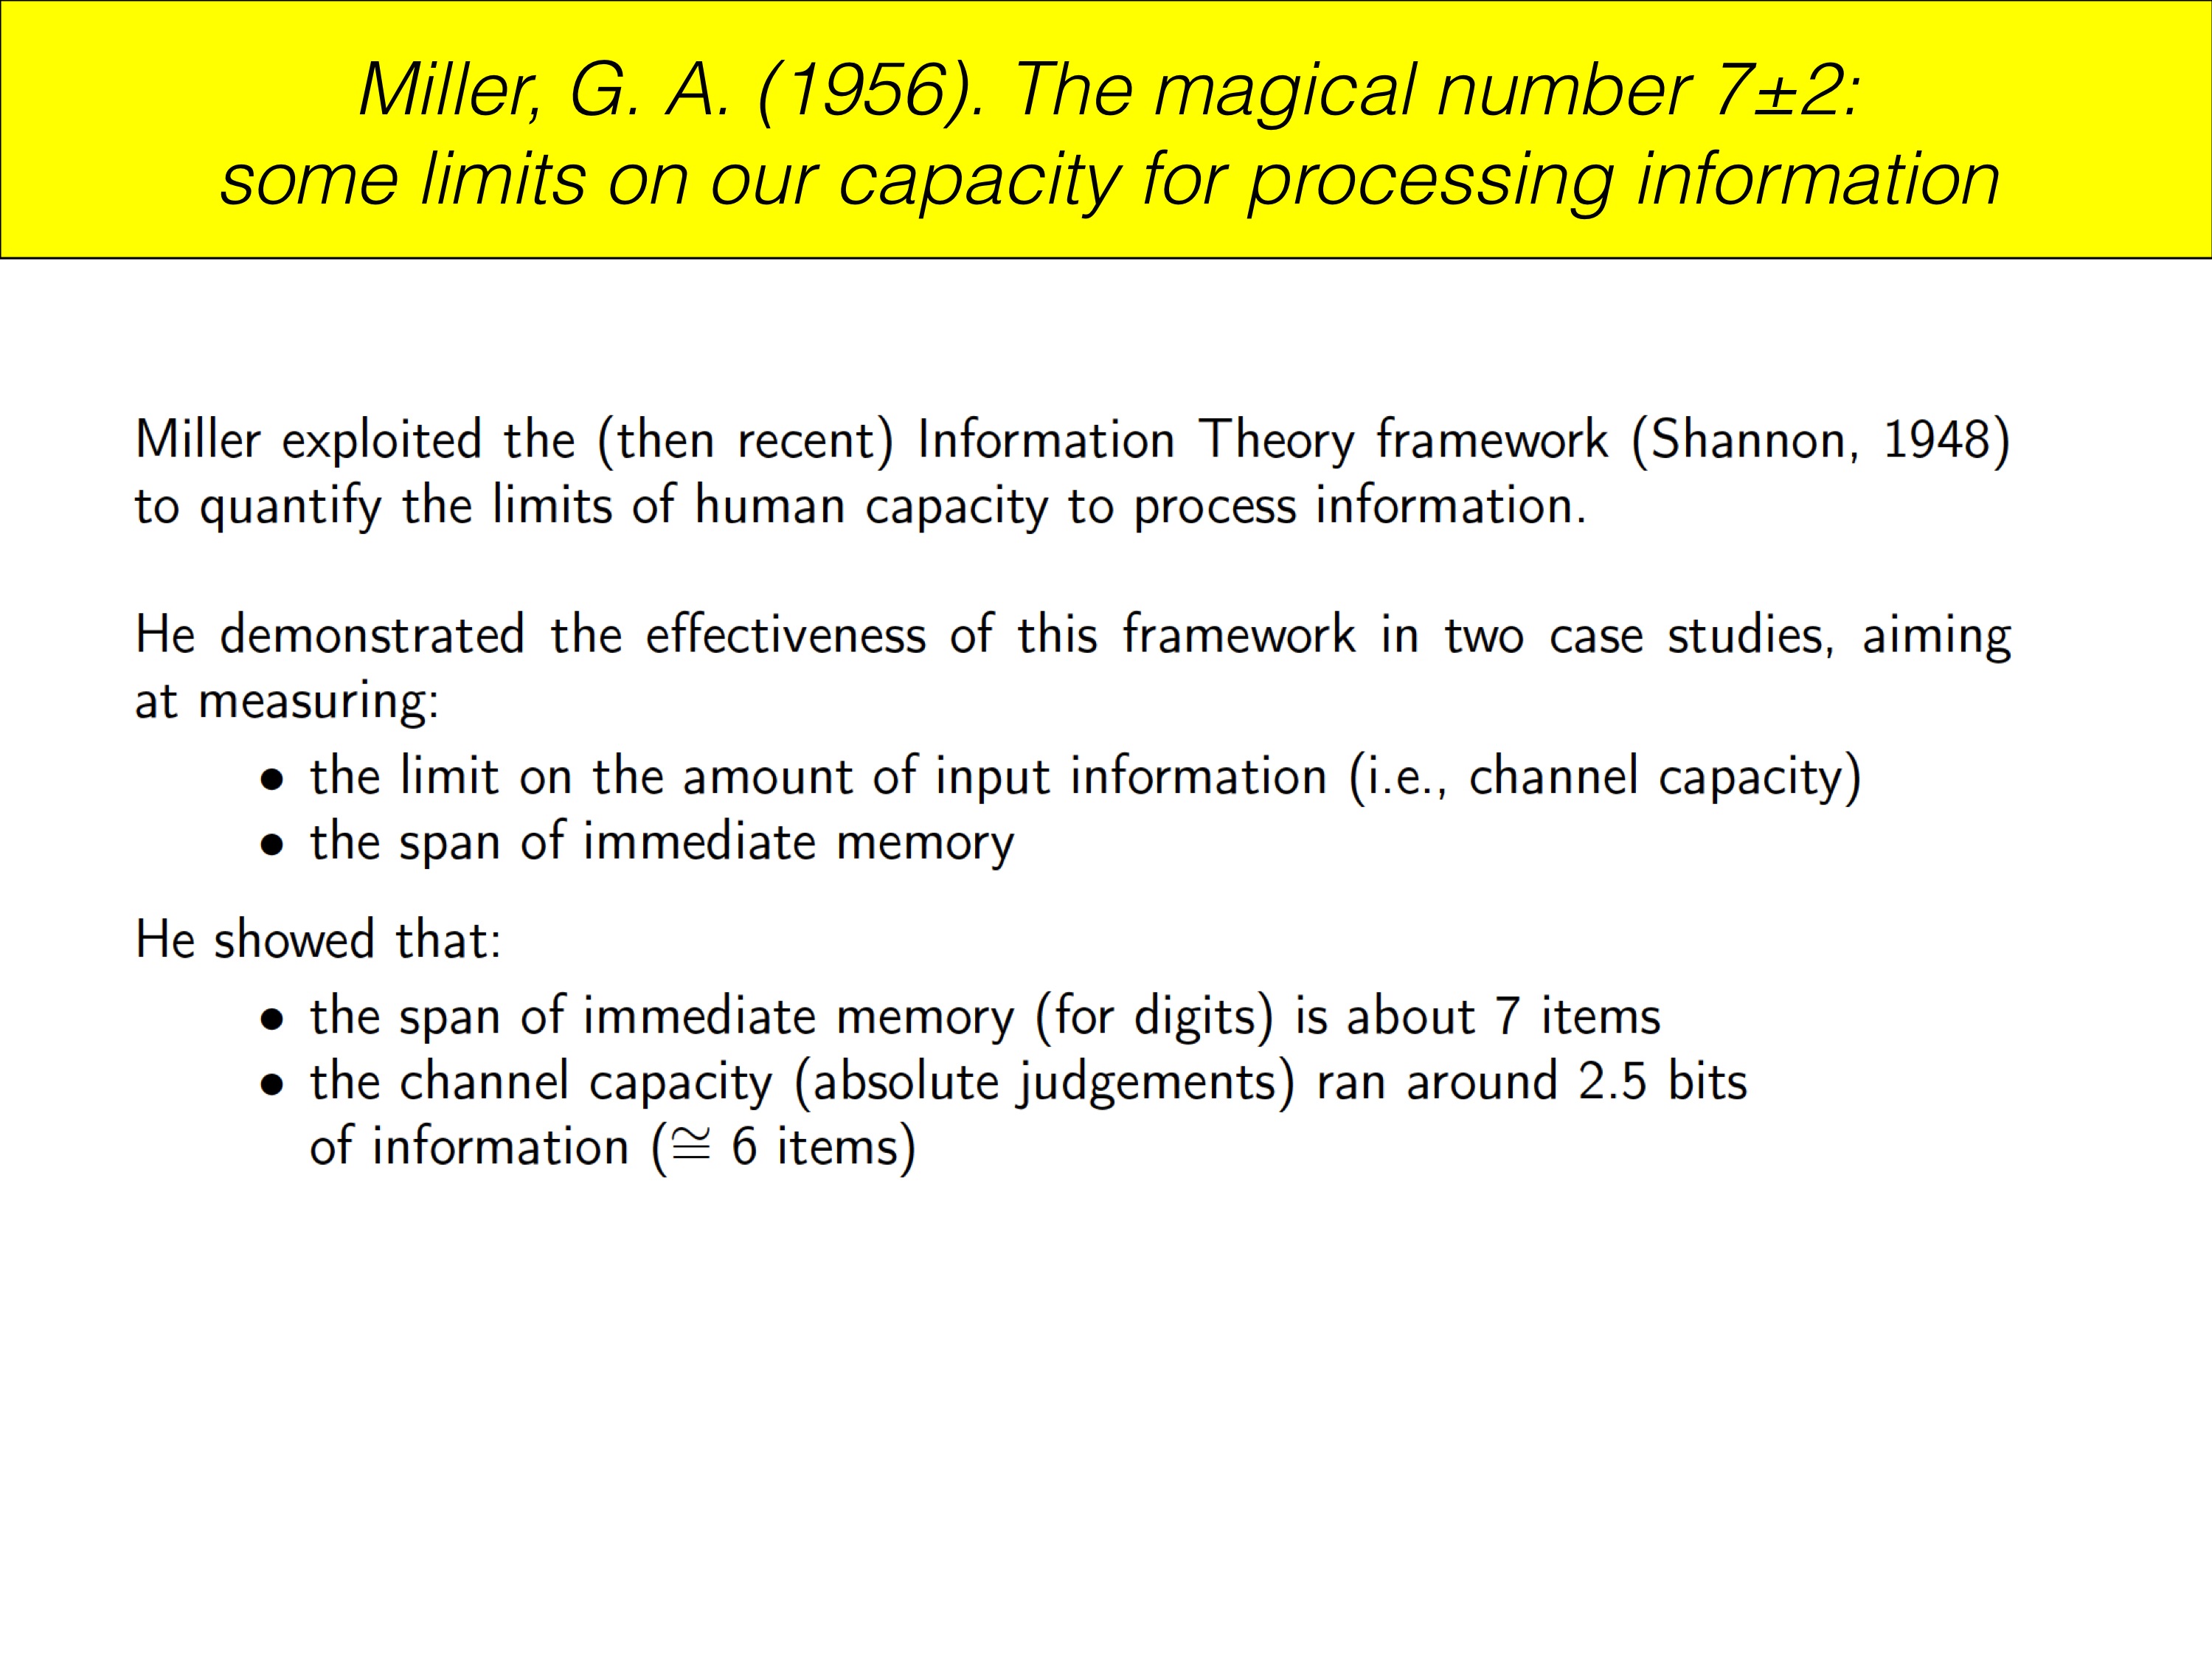 Miller, G. A. (1956). The magical number 7±2:
some limits on our capacity for processing information
Miller exploited the (then recent) Information Theory framework (Shannon, 1948)
to quantify the limits of human capacity to process information.
He demonstrated the effectiveness of this framework in two case studies, aiming
at measuring:
• the limit on the amount of input information (i.e., channel capacity)
• the span of immediate memory
He showed that:
• the span of immediate memory (for digits) is about 7 items
• the channel capacity (absolute judgements) ran around 2.5 bits
of information (≅ 6 items)